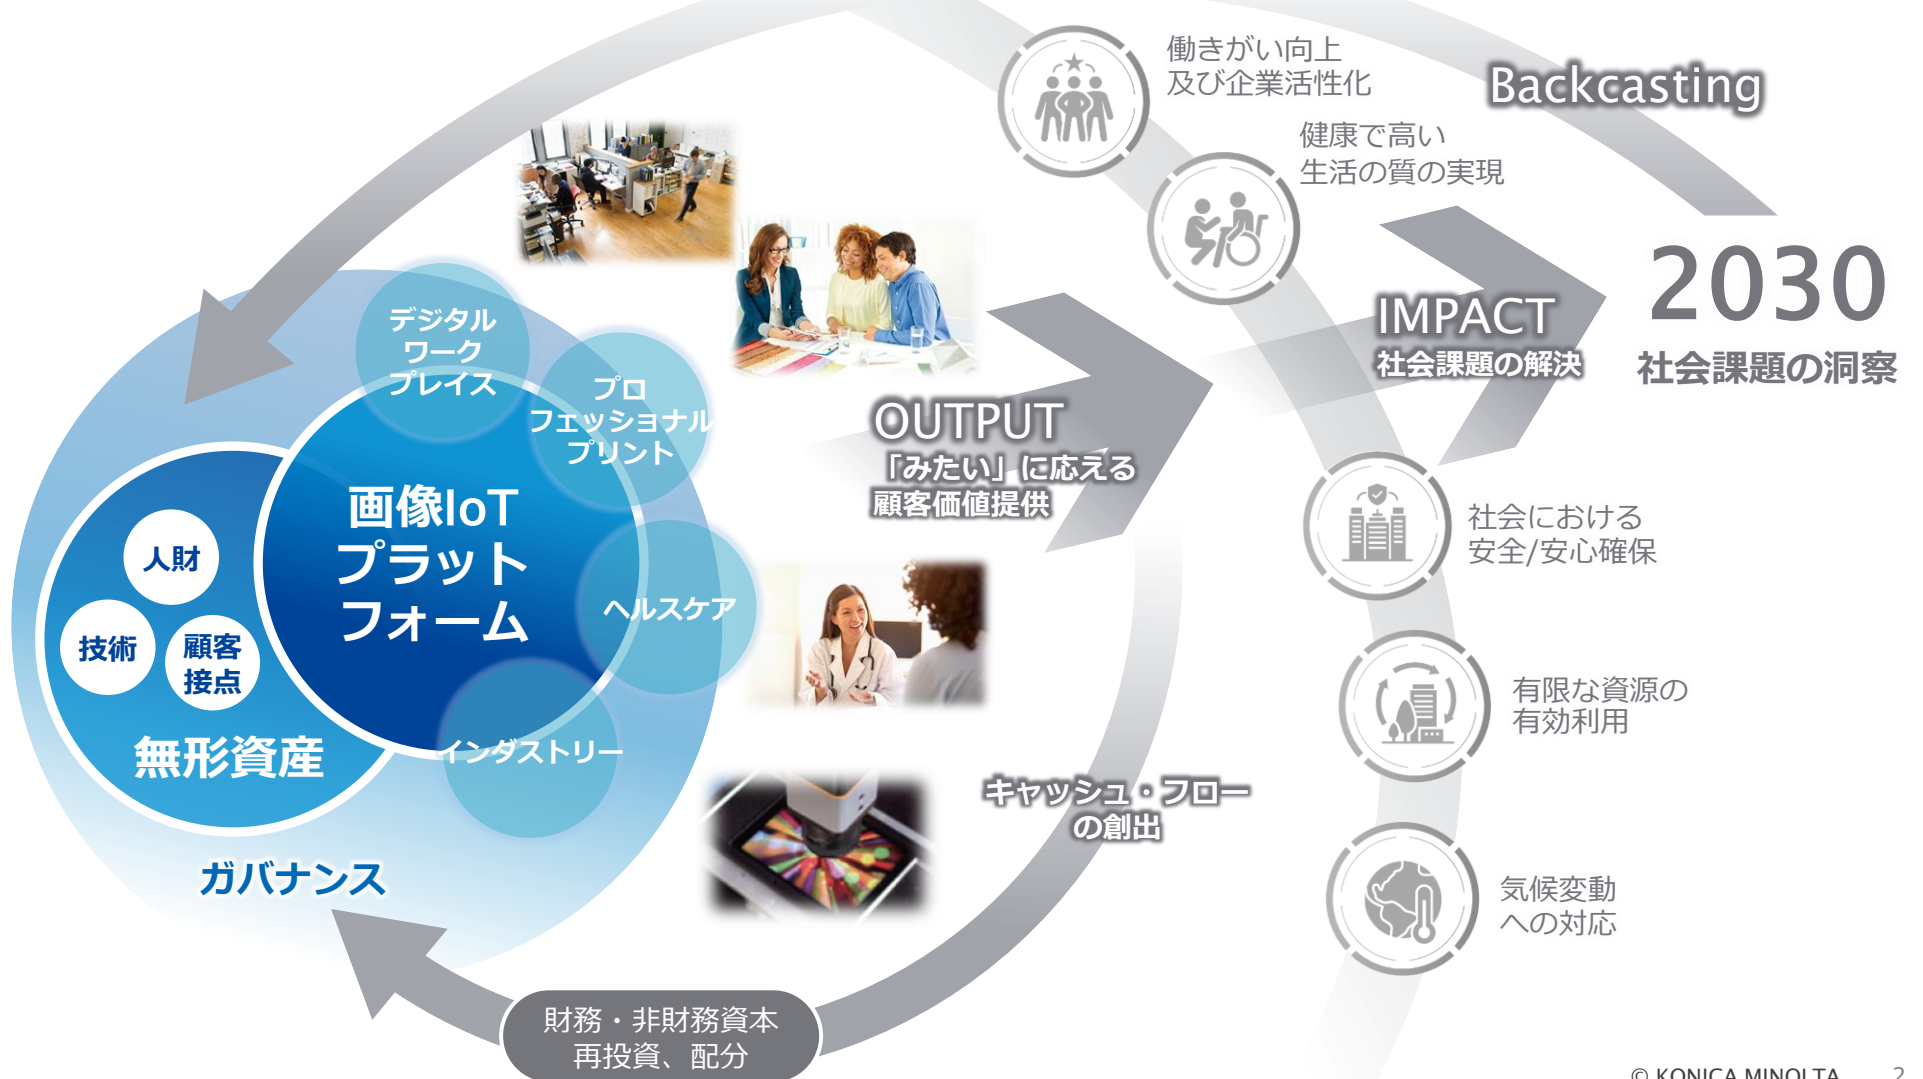 働きがい向上
及び企業活性化
Backcasting
健康で高い
生活の質の実現
2030
社会課題の洞察
IMPACT
社会課題の解決
OUTPUT
「みたい」に応える
顧客価値提供
デジタル
ワーク
プレイス
プロ
フェッショナル
プリント
画像IoT
プラット
フォーム
ヘルスケア
インダストリー
人財
技術
顧客
接点
無形資産
ガバナンス
社会における
安全/安心確保
有限な資源の
有効利用
気候変動
への対応
キャッシュ・フロー
の創出
財務・非財務資本
再投資、配分
© KONICA MINOLTA 2